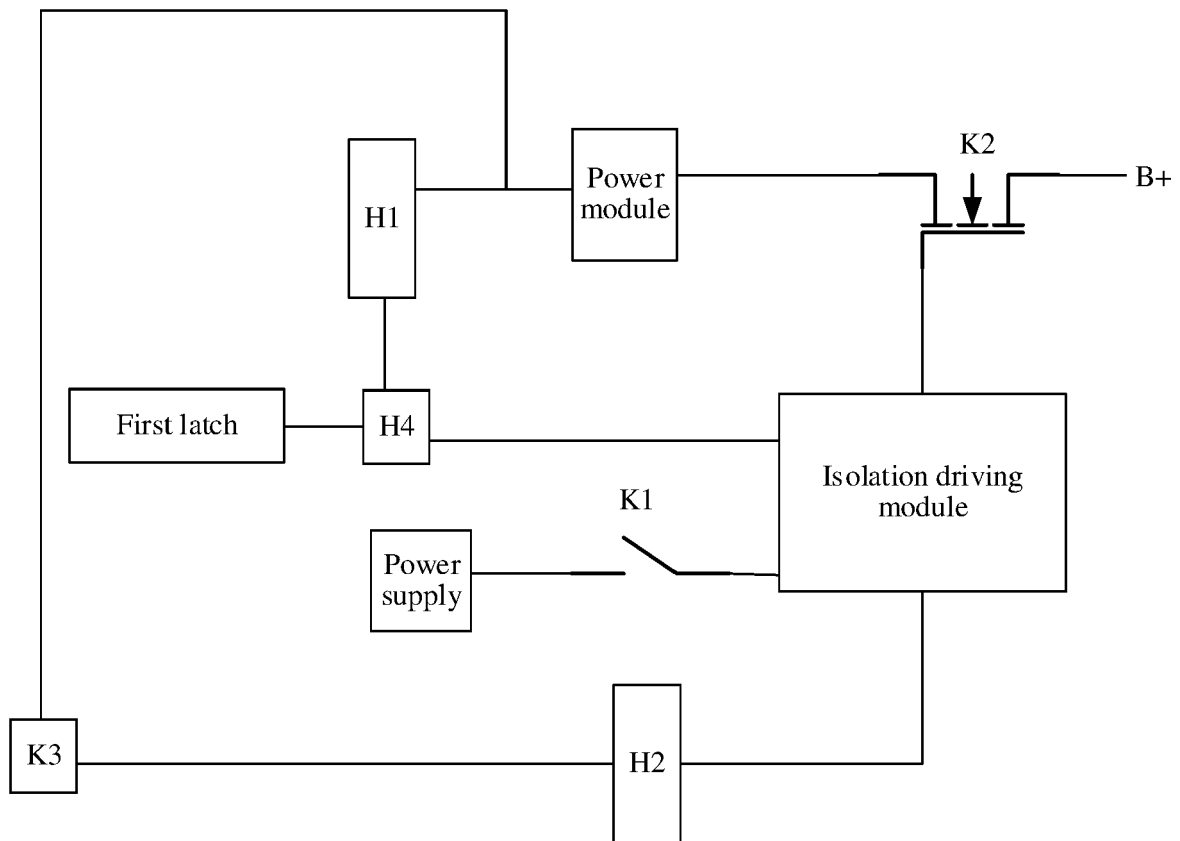 K2
B+
Power
module
H1
First latch
H4
Isolation driving
module
K1
Power
supply
K3
H2